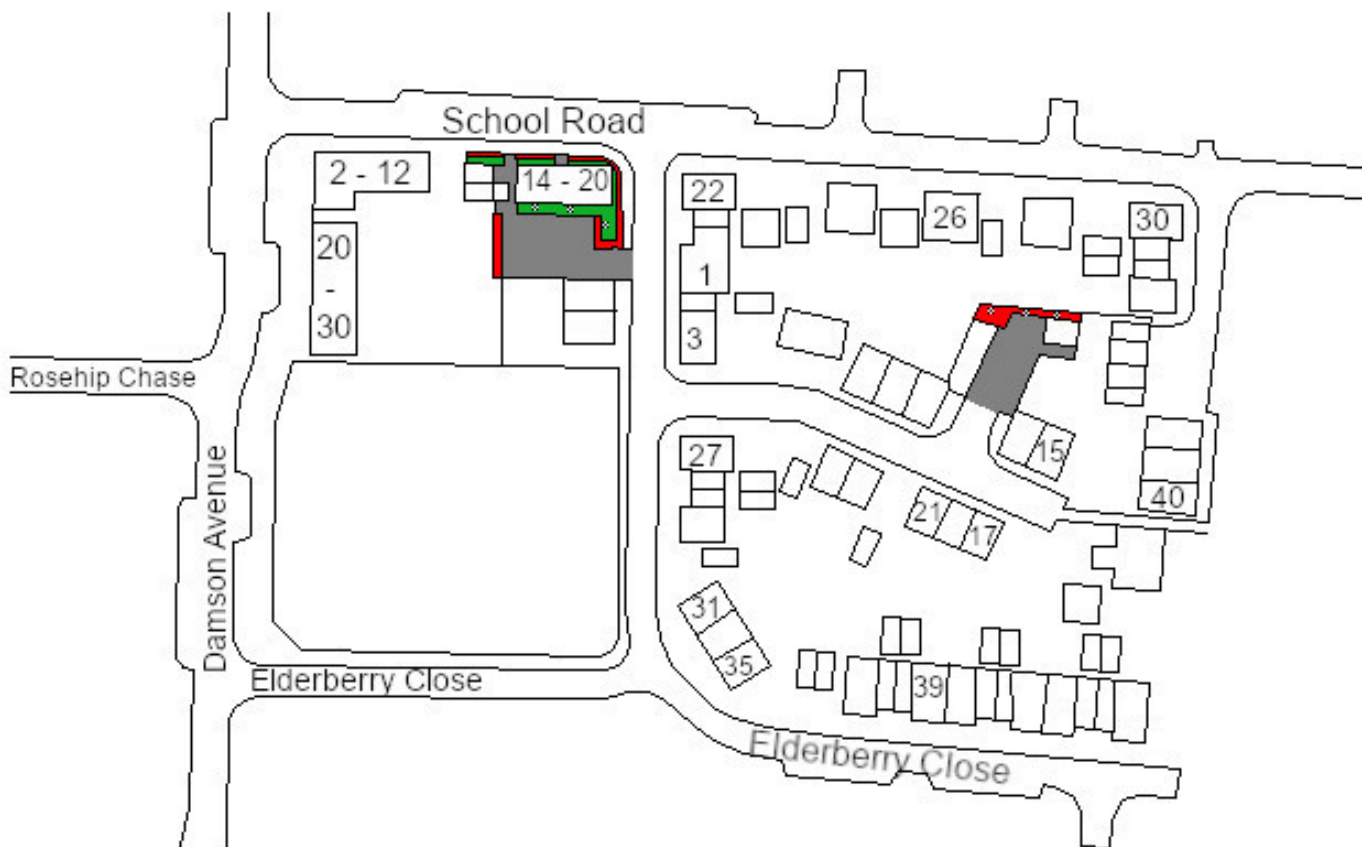 School Road
2 - 12
14 - 20
22
26
30
20
-
30
1
3
Rosehip Chase
15
27
40
21
17
Damson Avenue
31
35
39
Elderberry Close
Elderberry Close